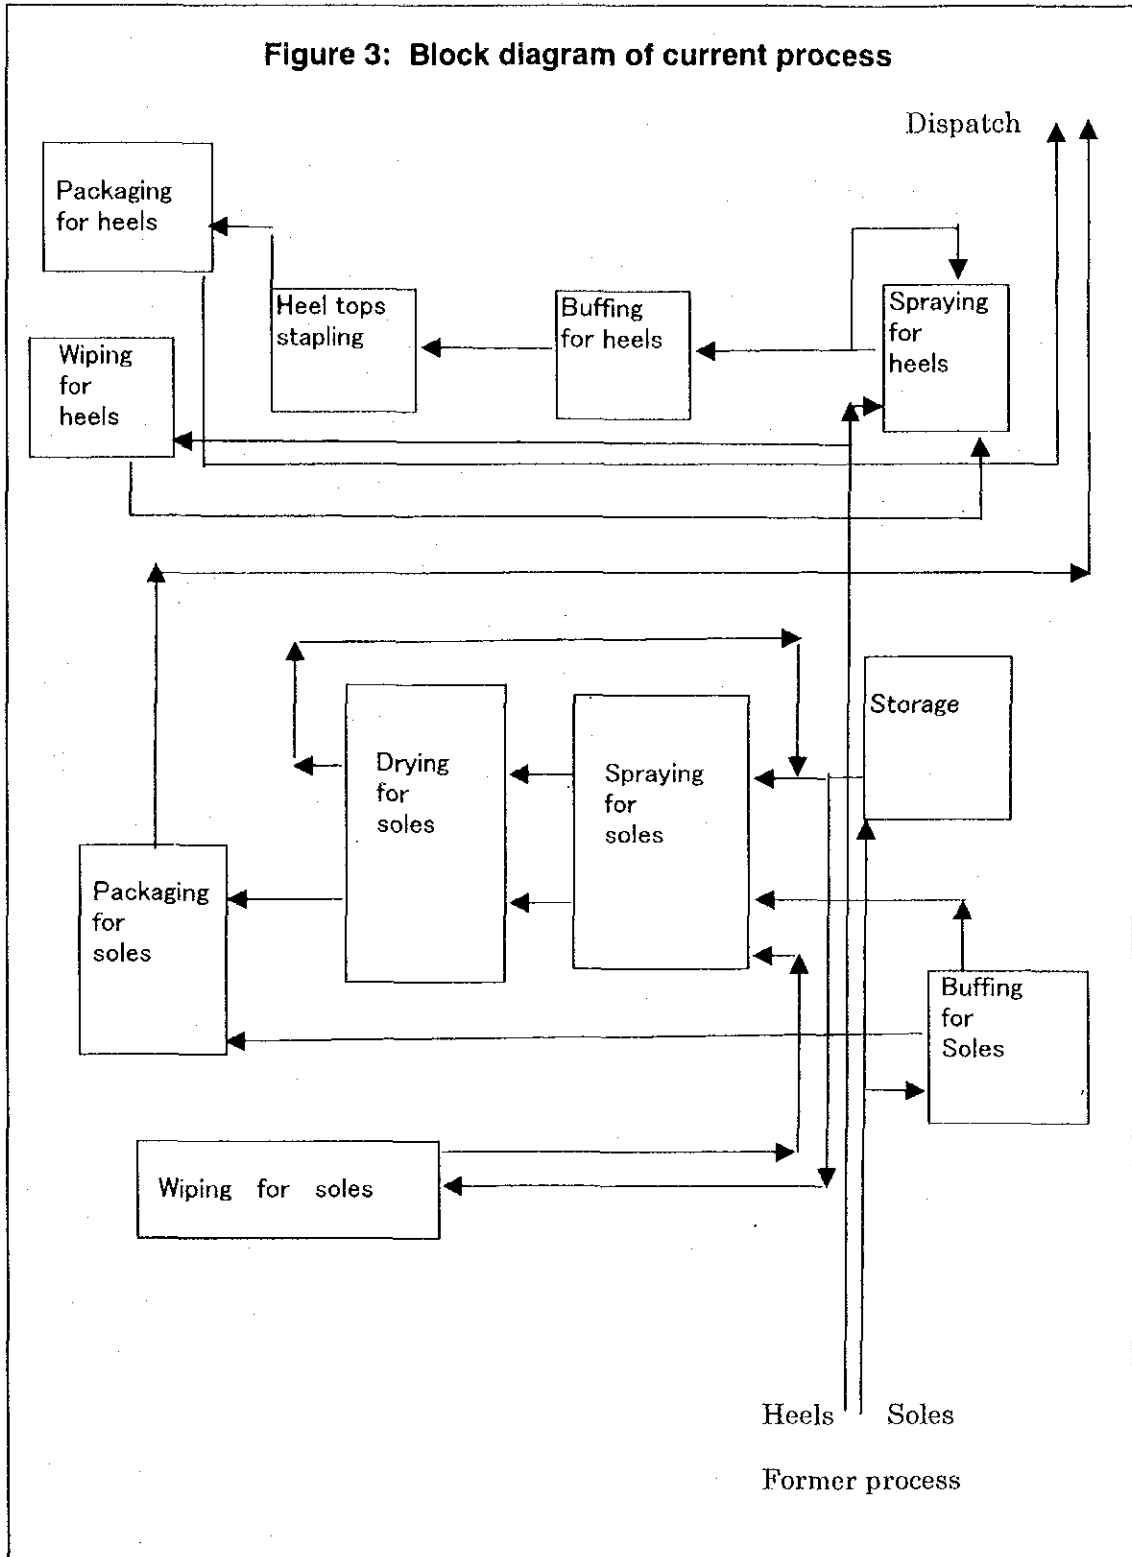 Figure 3: Block diagram of current process
Dispatch
Packaging
for heels
Heel tops
stapling
Buffing
for heels
Spraying
for
heels
Wiping
for
heels
Storage
Drying
for
soles
Spraying
for
soles
Packaging
for
soles
Buffing
for
Soles
Wiping for soles
Heels Soles
Former process